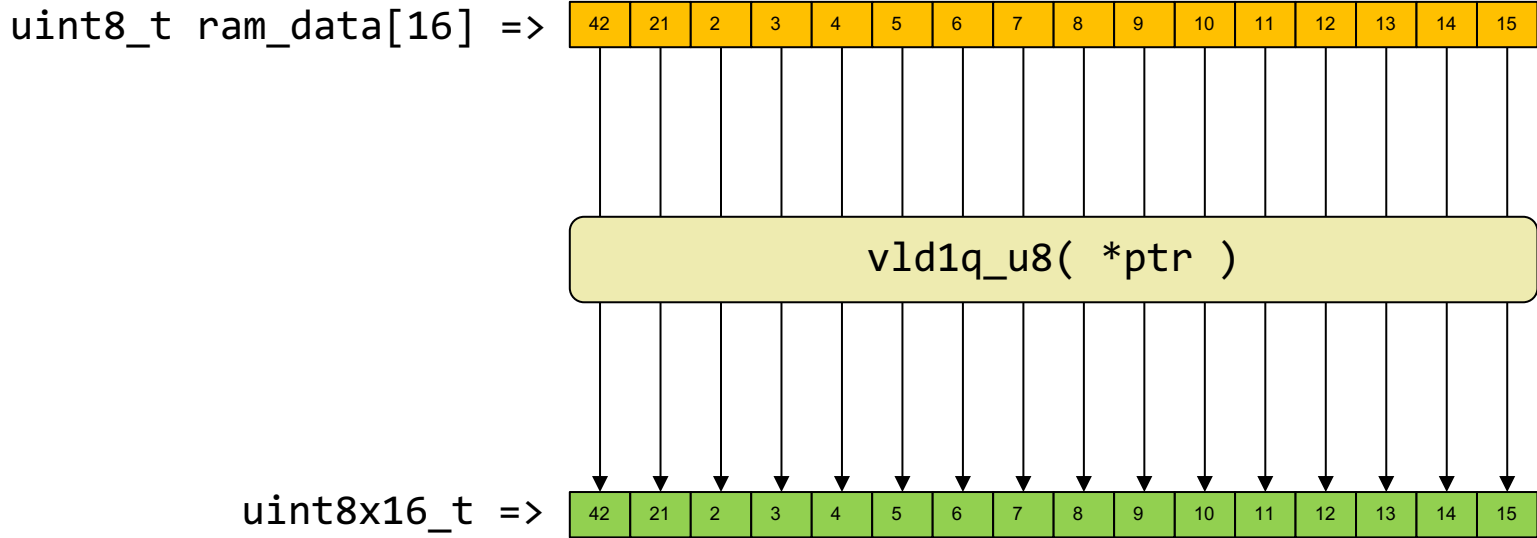 uint8_t ram_data[16] => 42 21 2 3 4 5 6 7 8 9 10 11 12 13 14 15
vld1q_u8( *ptr )
uint8x16_t => 42 21 2 3 4 5 6 7 8 9 10 11 12 13 14 15